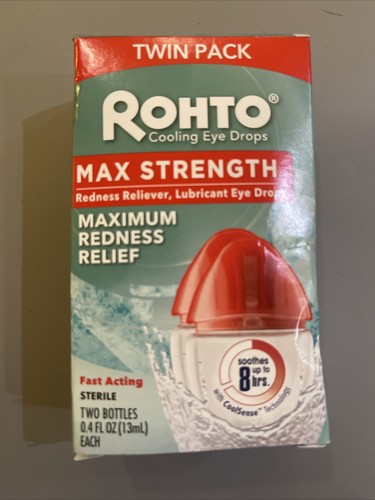 TWIN PACK
ROHTO®
Cooling Eye Drops
MAX STRENGTH
Redness Reliever, Lubricant Eye Drops
MAXIMUM
REDNESS
RELIEF
soothes
up to
8 hrs.
with CoolSense™ Technology
Fast Acting
STERILE
TWO BOTTLES
0.4 FL OZ (13mL)
EACH